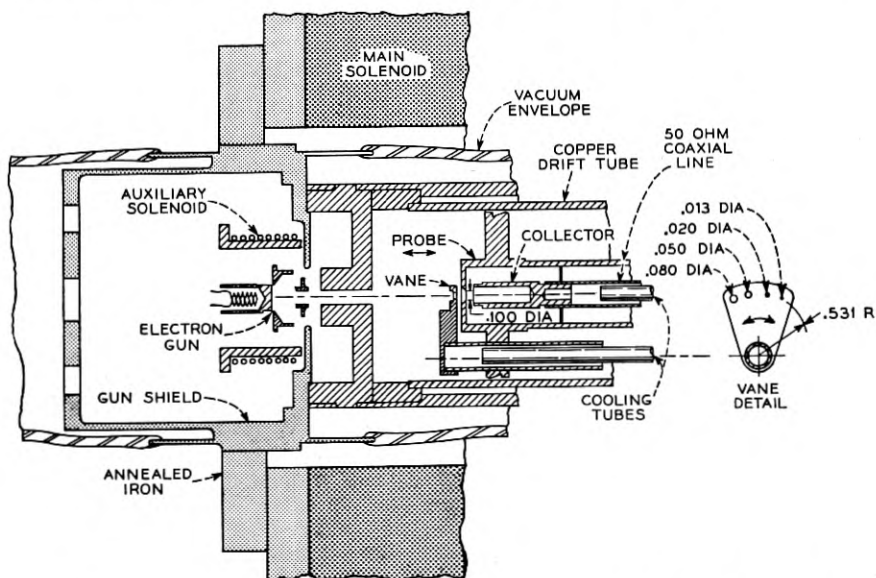 MAIN
SOLENOID
VACUUM
ENVELOPE
50 OHM
COAXIAL
LINE
COPPER
DRIFT TUBE
AUXILIARY
SOLENOID
.013 DIA
.020 DIA
.050 DIA
.080 DIA
PROBE
COLLECTOR
VANE
.531 R
.100 DIA
ELECTRON
GUN
VANE
DETAIL
COOLING
TUBES
GUN SHIELD
ANNEALED
IRON